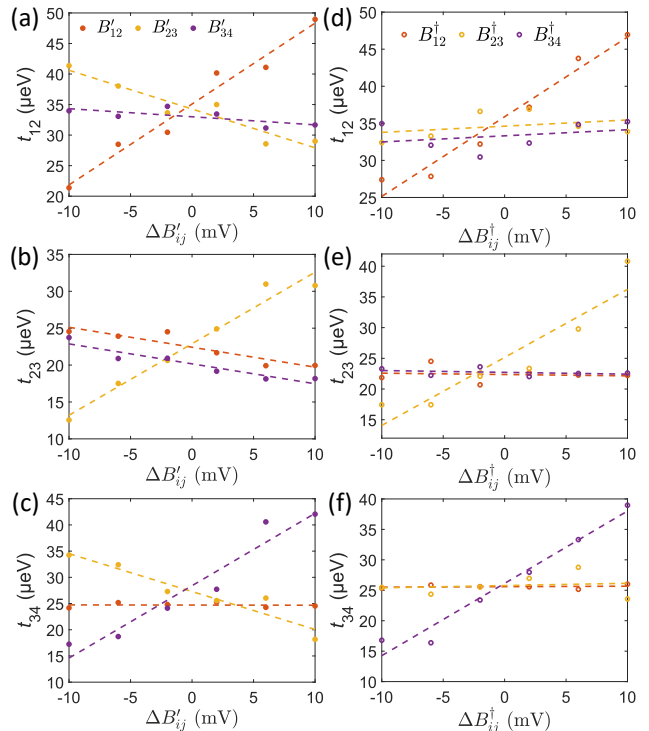 (a)
B′12 B′23 B′34
t12 (μeV)
50
45
40
35
30
25
20
-10 -5 0 5 10
ΔB′ij (mV)
(d)
B†12 B†23 B†34
t12 (μeV)
50
45
40
35
30
25
-10 -5 0 5 10
ΔB†ij (mV)
(b)
t23 (μeV)
35
30
25
20
15
10
-10 -5 0 5 10
ΔB′ij (mV)
(e)
t23 (μeV)
40
35
30
25
20
15
10
-10 -5 0 5 10
ΔB†ij (mV)
(c)
t34 (μeV)
45
40
35
30
25
20
15
10
-10 -5 0 5 10
ΔB′ij (mV)
(f)
t34 (μeV)
40
35
30
25
20
15
10
-10 -5 0 5 10
ΔB†ij (mV)